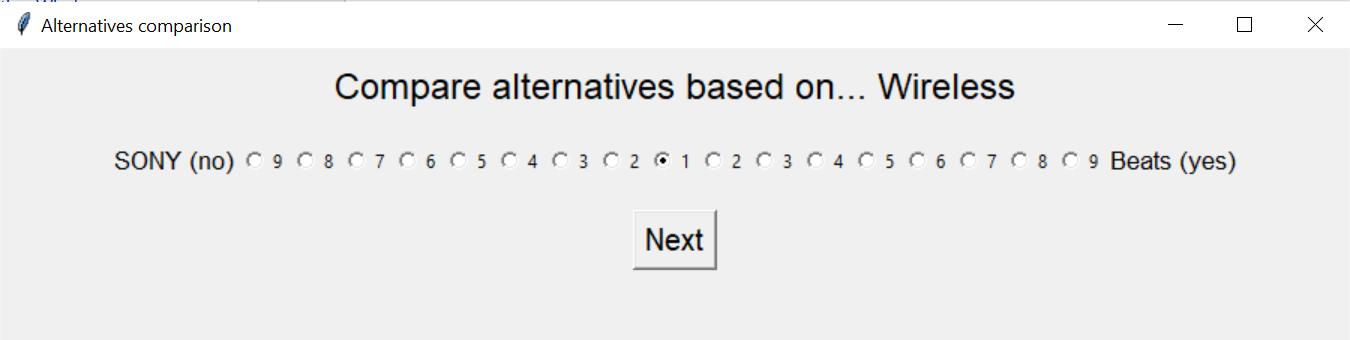 Alternatives comparison
Compare alternatives based on... Wireless
SONY (no) 9 8 7 6 5 4 3 2 1 2 3 4 5 6 7 8 9 Beats (yes)
Next